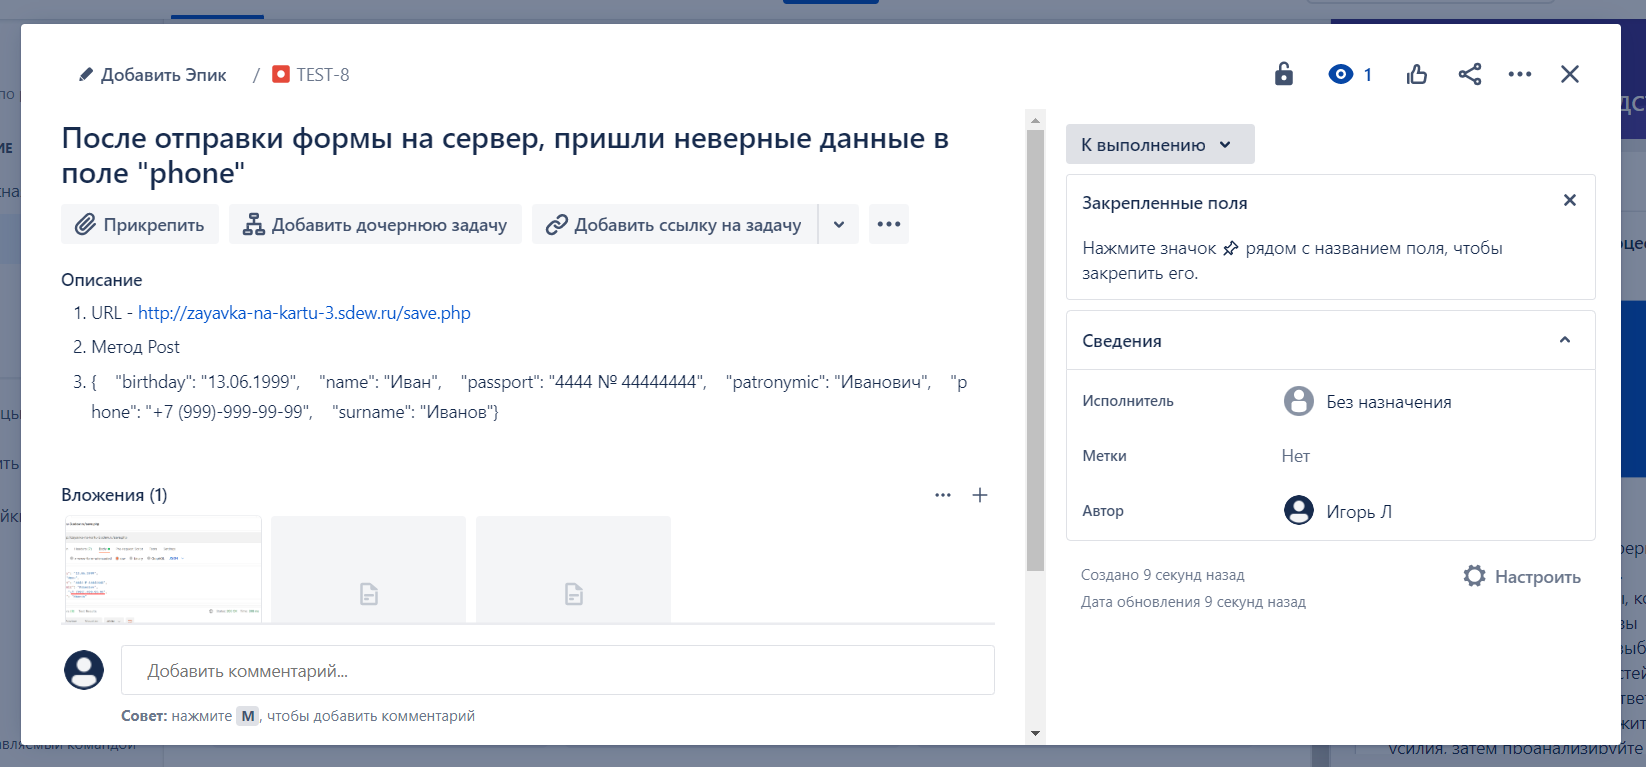 Добавить Эпик / TEST-8
1
После отправки формы на сервер, пришли неверные данные в
поле "phone"
Прикрепить
Добавить дочернюю задачу
Добавить ссылку на задачу
Описание
1. URL - http://zayavka-na-kartu-3.sdew.ru/save.php
2. Метод Post
3. { "birthday": "13.06.1999", "name": "Иван", "passport": "4444 № 44444444", "patronymic": "Иванович", "p
hone": "+7 (999)-999-99-99", "surname": "Иванов"}
Вложения (1)
Добавить комментарий...
Совет: нажмите M, чтобы добавить комментарий
К выполнению
Закрепленные поля
Нажмите значок рядом с названием поля, чтобы
закрепить его.
Сведения
Исполнитель
Без назначения
Метки
Нет
Автор
Игорь Л
Создано 9 секунд назад
Дата обновления 9 секунд назад
Настроить
усилия, затем проанализируйте